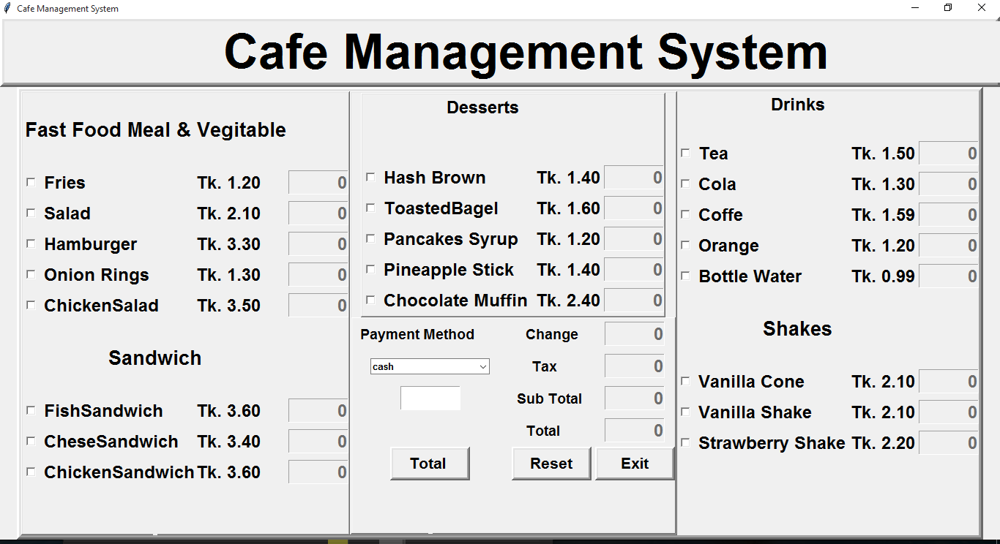 Cafe Management System
Cafe Management System
Fast Food Meal & Vegitable
Fries Tk. 1.20 0
Salad Tk. 2.10 0
Hamburger Tk. 3.30 0
Onion Rings Tk. 1.30 0
ChickenSalad Tk. 3.50 0
Sandwich
FishSandwich Tk. 3.60 0
CheseSandwich Tk. 3.40 0
ChickenSandwich Tk. 3.60 0
Desserts
Hash Brown Tk. 1.40 0
ToastedBagel Tk. 1.60 0
Pancakes Syrup Tk. 1.20 0
Pineapple Stick Tk. 1.40 0
Chocolate Muffin Tk. 2.40 0
Payment Method Change 0
cash Tax 0
Sub Total 0
Total 0
Total Reset Exit
Drinks
Tea Tk. 1.50 0
Cola Tk. 1.30 0
Coffe Tk. 1.59 0
Orange Tk. 1.20 0
Bottle Water Tk. 0.99 0
Shakes
Vanilla Cone Tk. 2.10 0
Vanilla Shake Tk. 2.10 0
Strawberry Shake Tk. 2.20 0